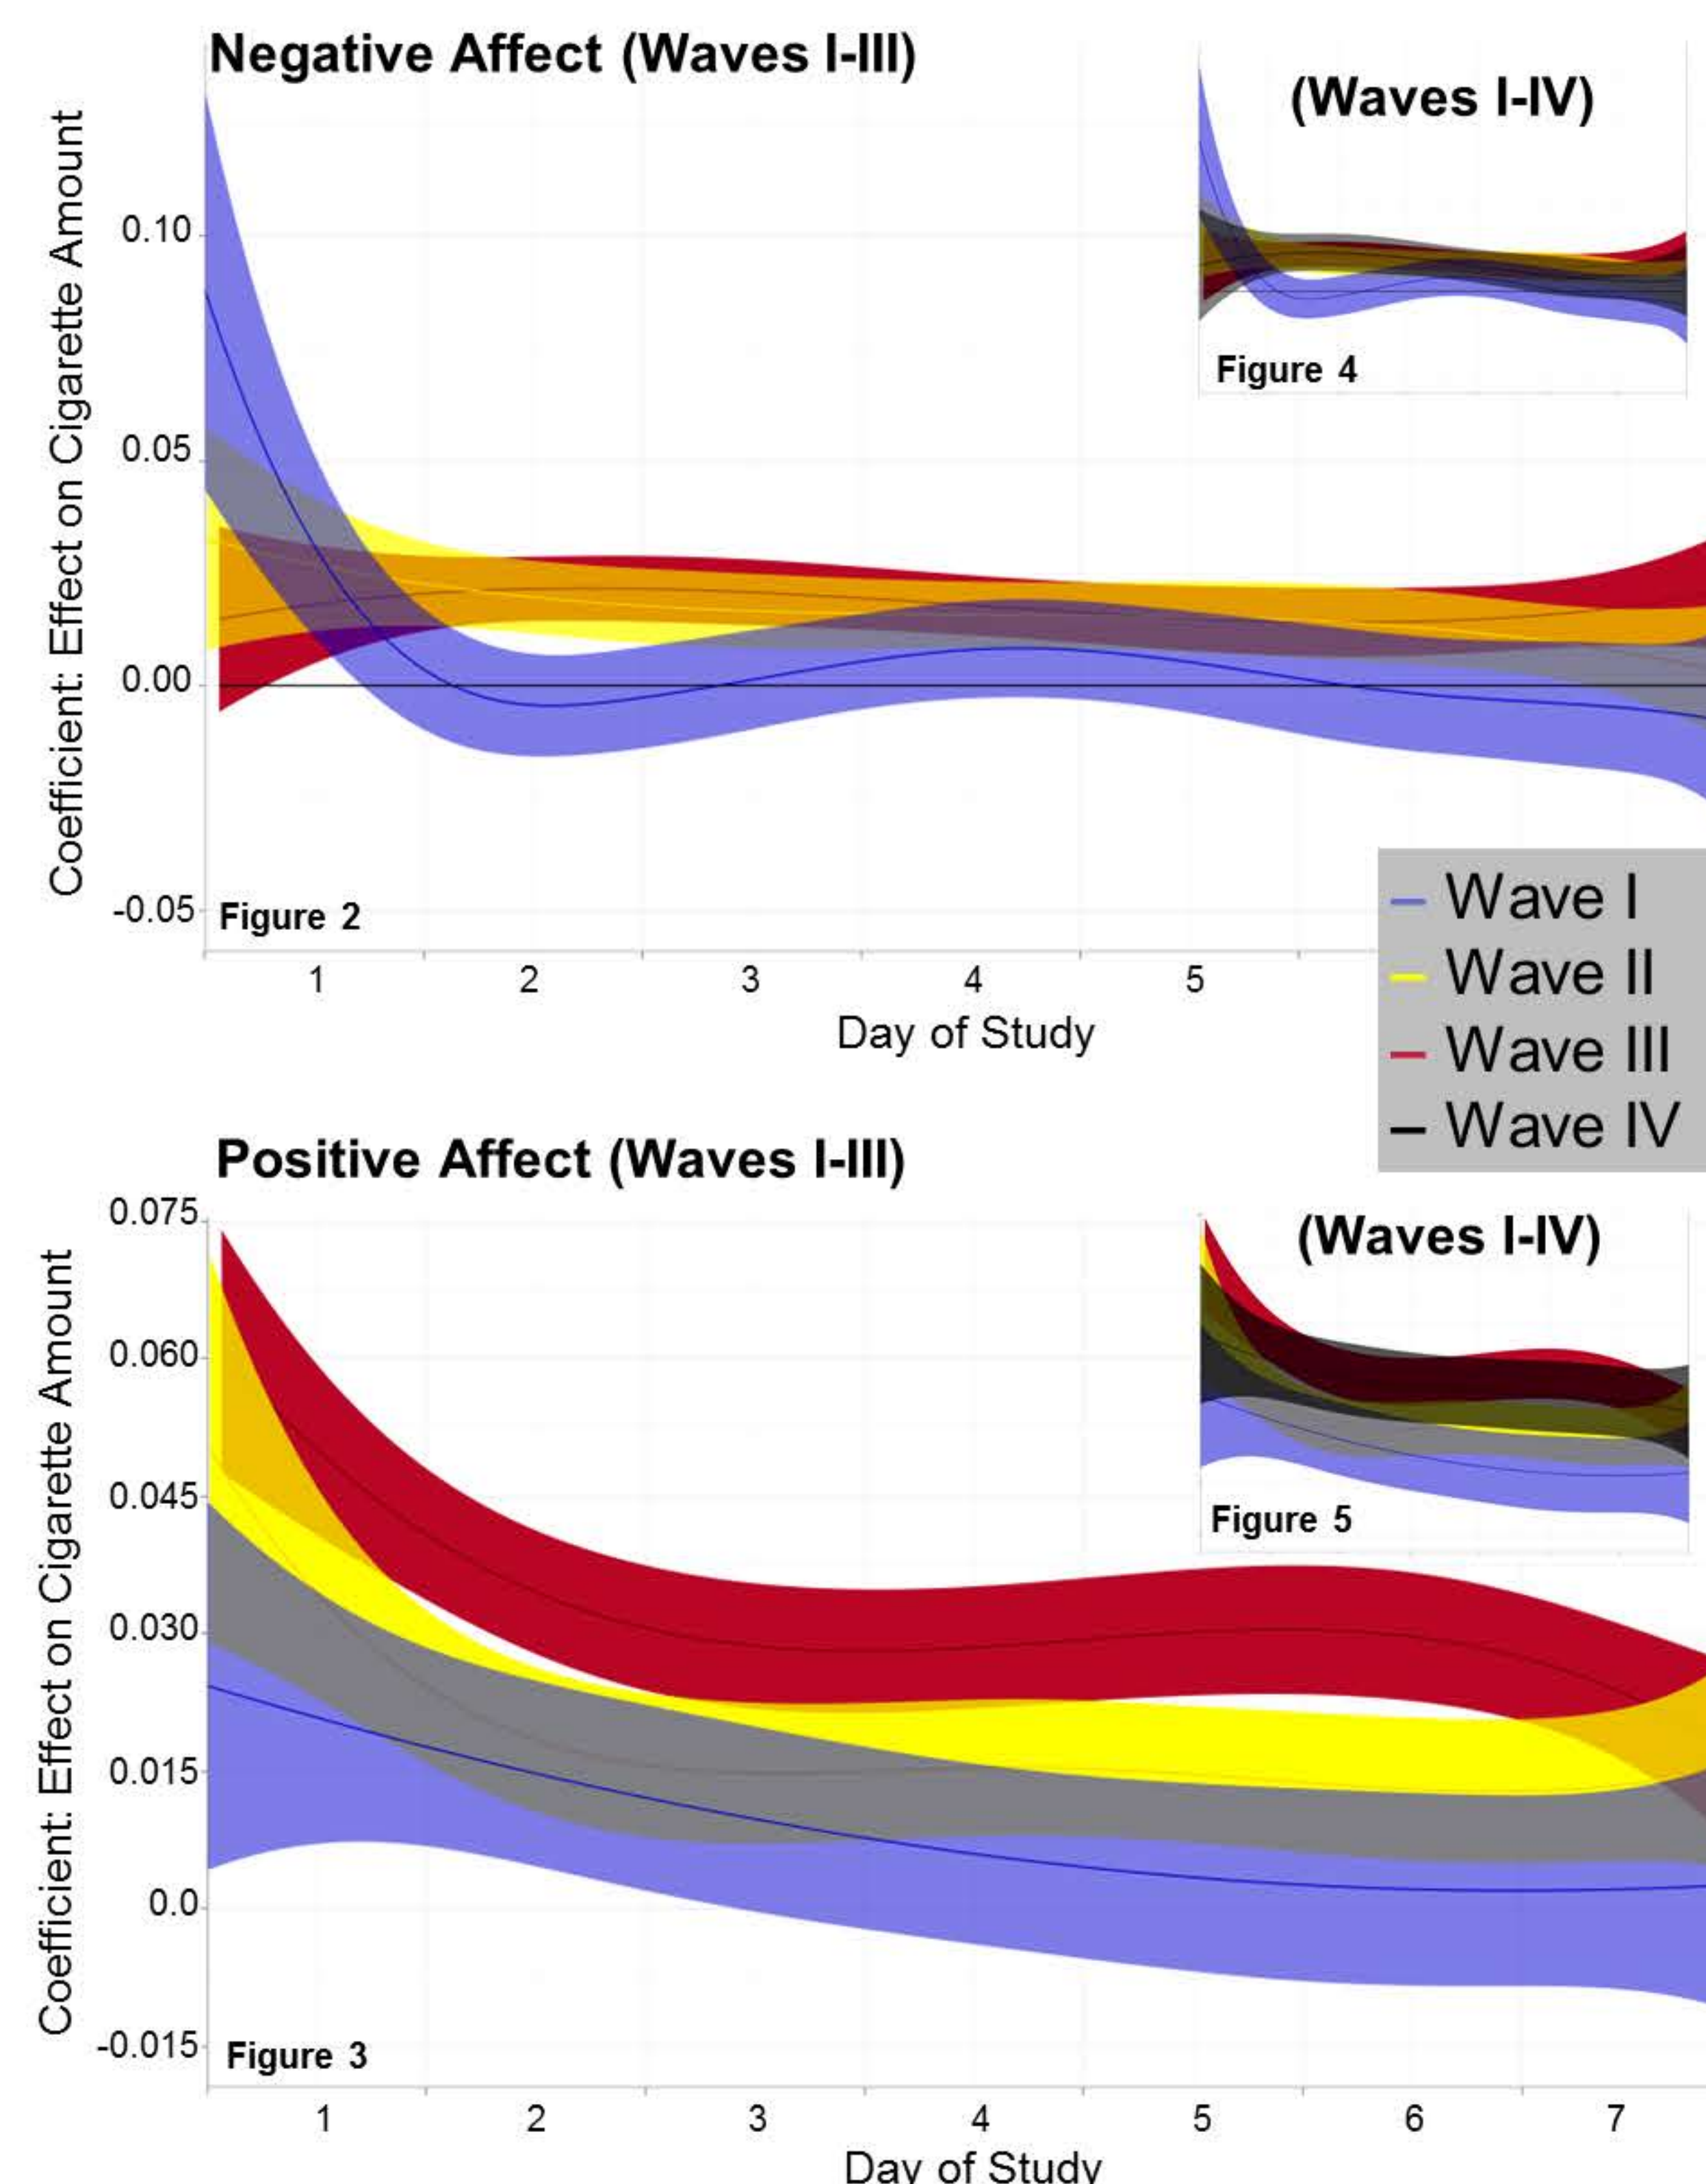 Negative Affect (Waves I-III)
(Waves I-IV)
Coefficient: Effect on Cigarette Amount
0.10
0.05
0.00
-0.05
Figure 4
Figure 2
1 2 3 4 5
Day of Study
Wave I
Wave II
Wave III
Wave IV
Positive Affect (Waves I-III)
(Waves I-IV)
Coefficient: Effect on Cigarette Amount
0.075
0.060
0.045
0.030
0.015
0.0
-0.015
Figure 5
Figure 3
1 2 3 4 5 6 7
Day of Study